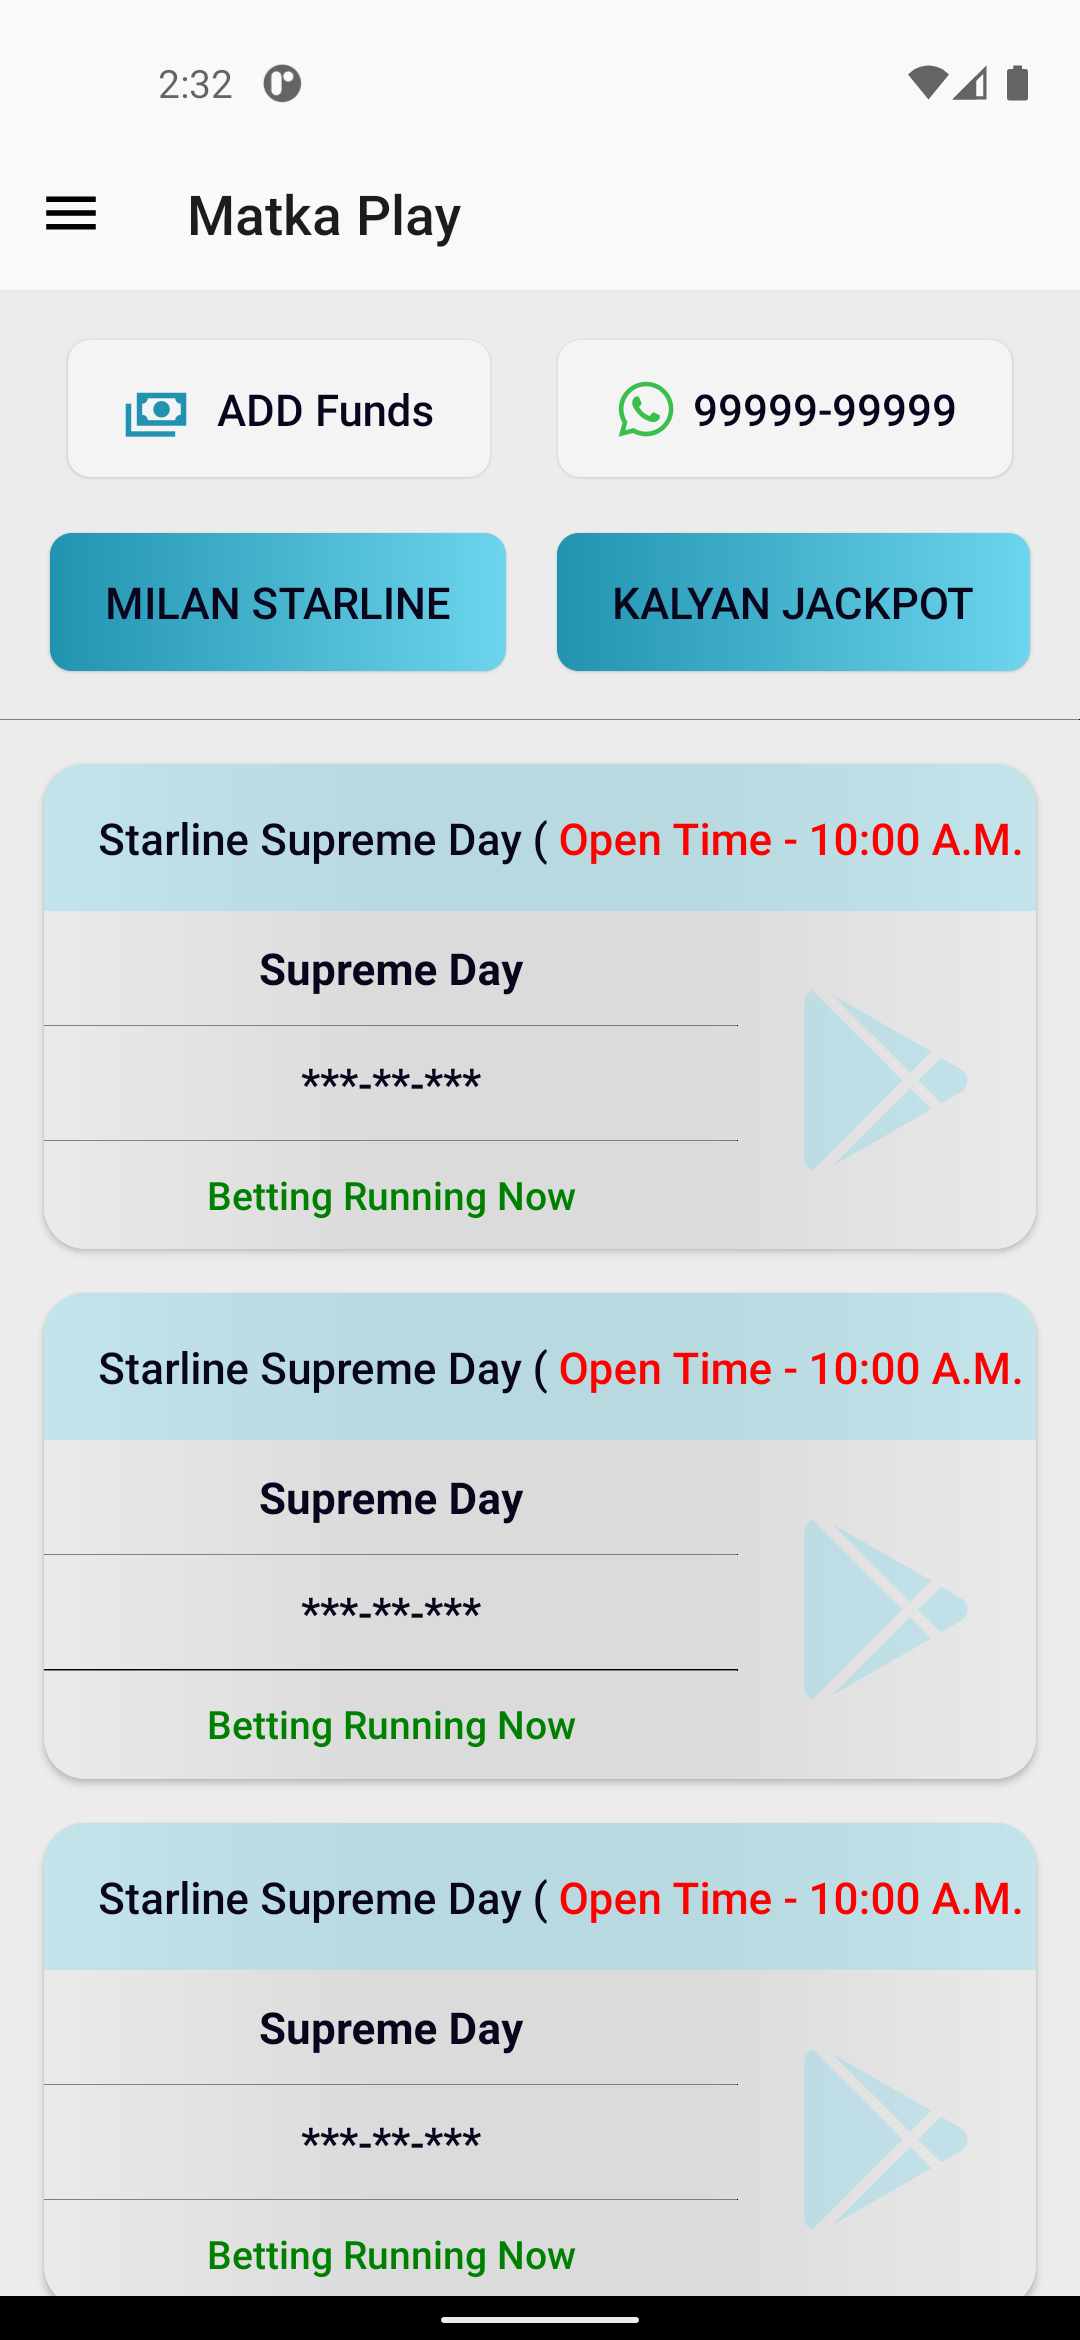 2:32
Matka Play
ADD Funds
99999-99999
MILAN STARLINE
KALYAN JACKPOT
Starline Supreme Day ( Open Time - 10:00 A.M.
Supreme Day
***-**-***
Betting Running Now
Starline Supreme Day ( Open Time - 10:00 A.M.
Supreme Day
***-**-***
Betting Running Now
Starline Supreme Day ( Open Time - 10:00 A.M.
Supreme Day
***-**-***
Betting Running Now